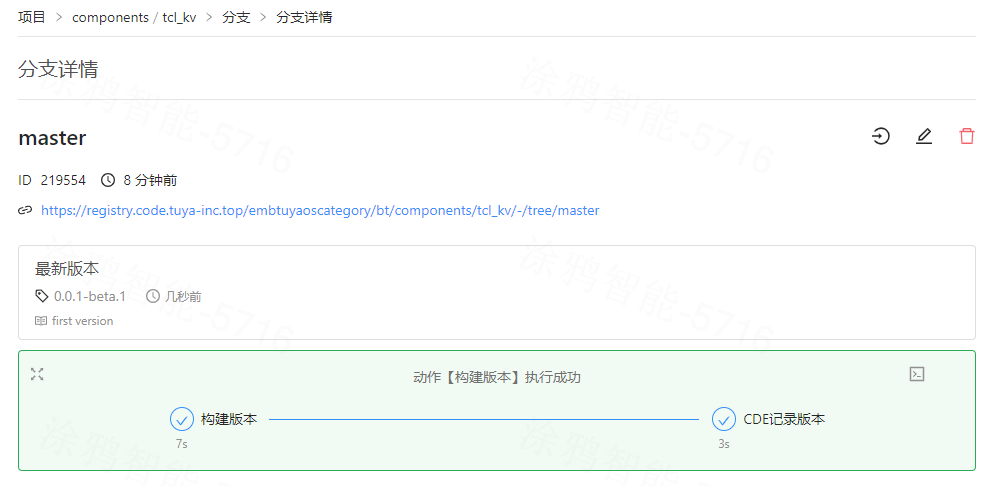 项目 > components / tcl_kv > 分支 > 分支详情
分支详情
master
ID 219554 8 分钟前
https://registry.code.tuya-inc.top/embtuyaoscategory/bt/components/tcl_kv/-/tree/master
最新版本
0.0.1-beta.1 几秒前
first version
动作【构建版本】执行成功
构建版本 CDE记录版本
7s 3s
涂鸦智能-5716
涂鸦智能-5716
涂鸦智能-5716
涂鸦智能-5716
涂鸦智能
涂鸦智能